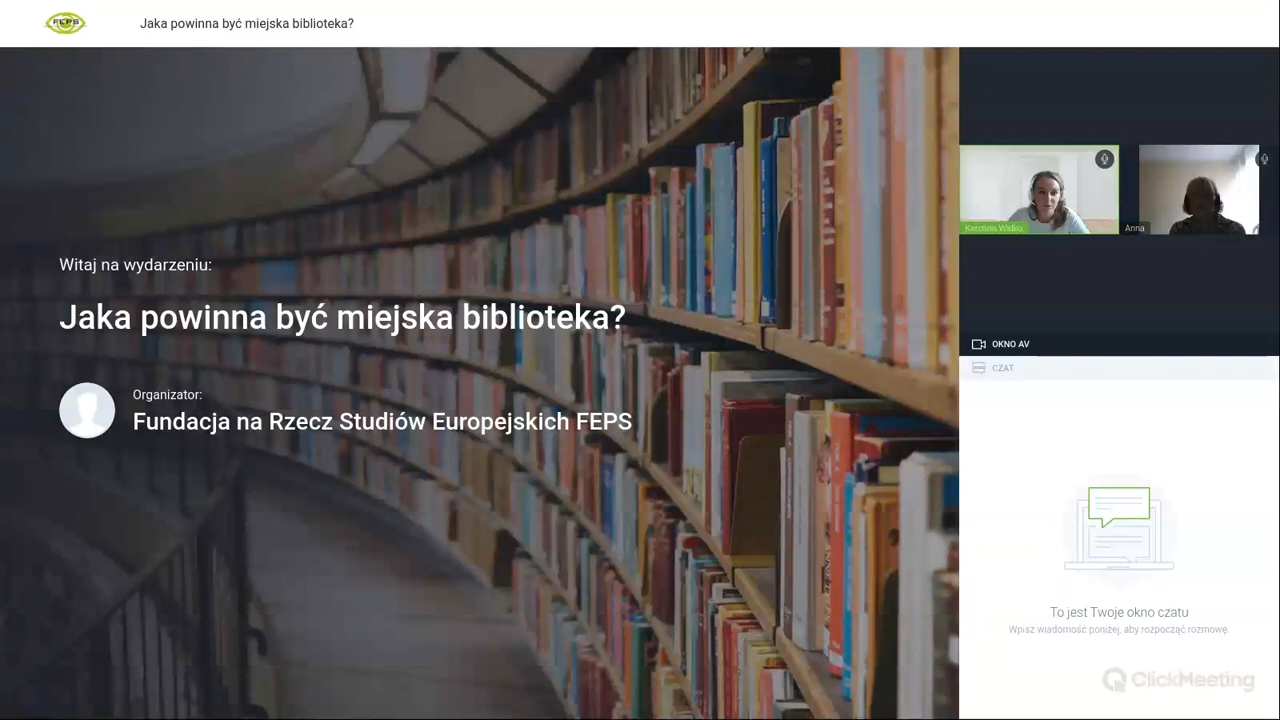 FEPS
Jaka powinna być miejska biblioteka?
Witaj na wydarzeniu:
Jaka powinna być miejska biblioteka?
Organizator:
Fundacja na Rzecz Studiów Europejskich FEPS
Karolina Walko
Anna
OKNO AV
CZAT
To jest Twoje okno czatu
Wpisz wiadomość poniżej, aby rozpocząć rozmowę.
ClickMeeting